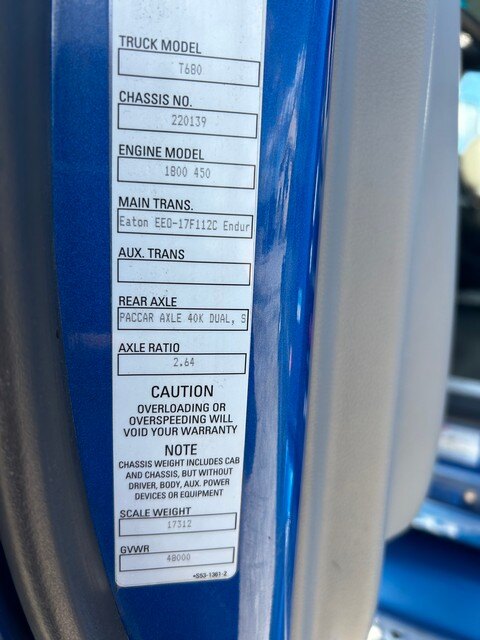 TRUCK MODEL
T680
CHASSIS NO.
220139
ENGINE MODEL
1800 450
MAIN TRANS.
Eaton EEO-17F112C Endur
AUX. TRANS
REAR AXLE
PACCAR AXLE 40K DUAL, S
AXLE RATIO
2.64
CAUTION
OVERLOADING OR
OVERSPEEDING WILL
VOID YOUR WARRANTY
NOTE
CHASSIS WEIGHT INCLUDES CAB
AND CHASSIS, BUT WITHOUT
DRIVER, BODY, AUX. POWER
DEVICES OR EQUIPMENT
SCALE WEIGHT
17312
GVWR
48000
*S53-1361-2